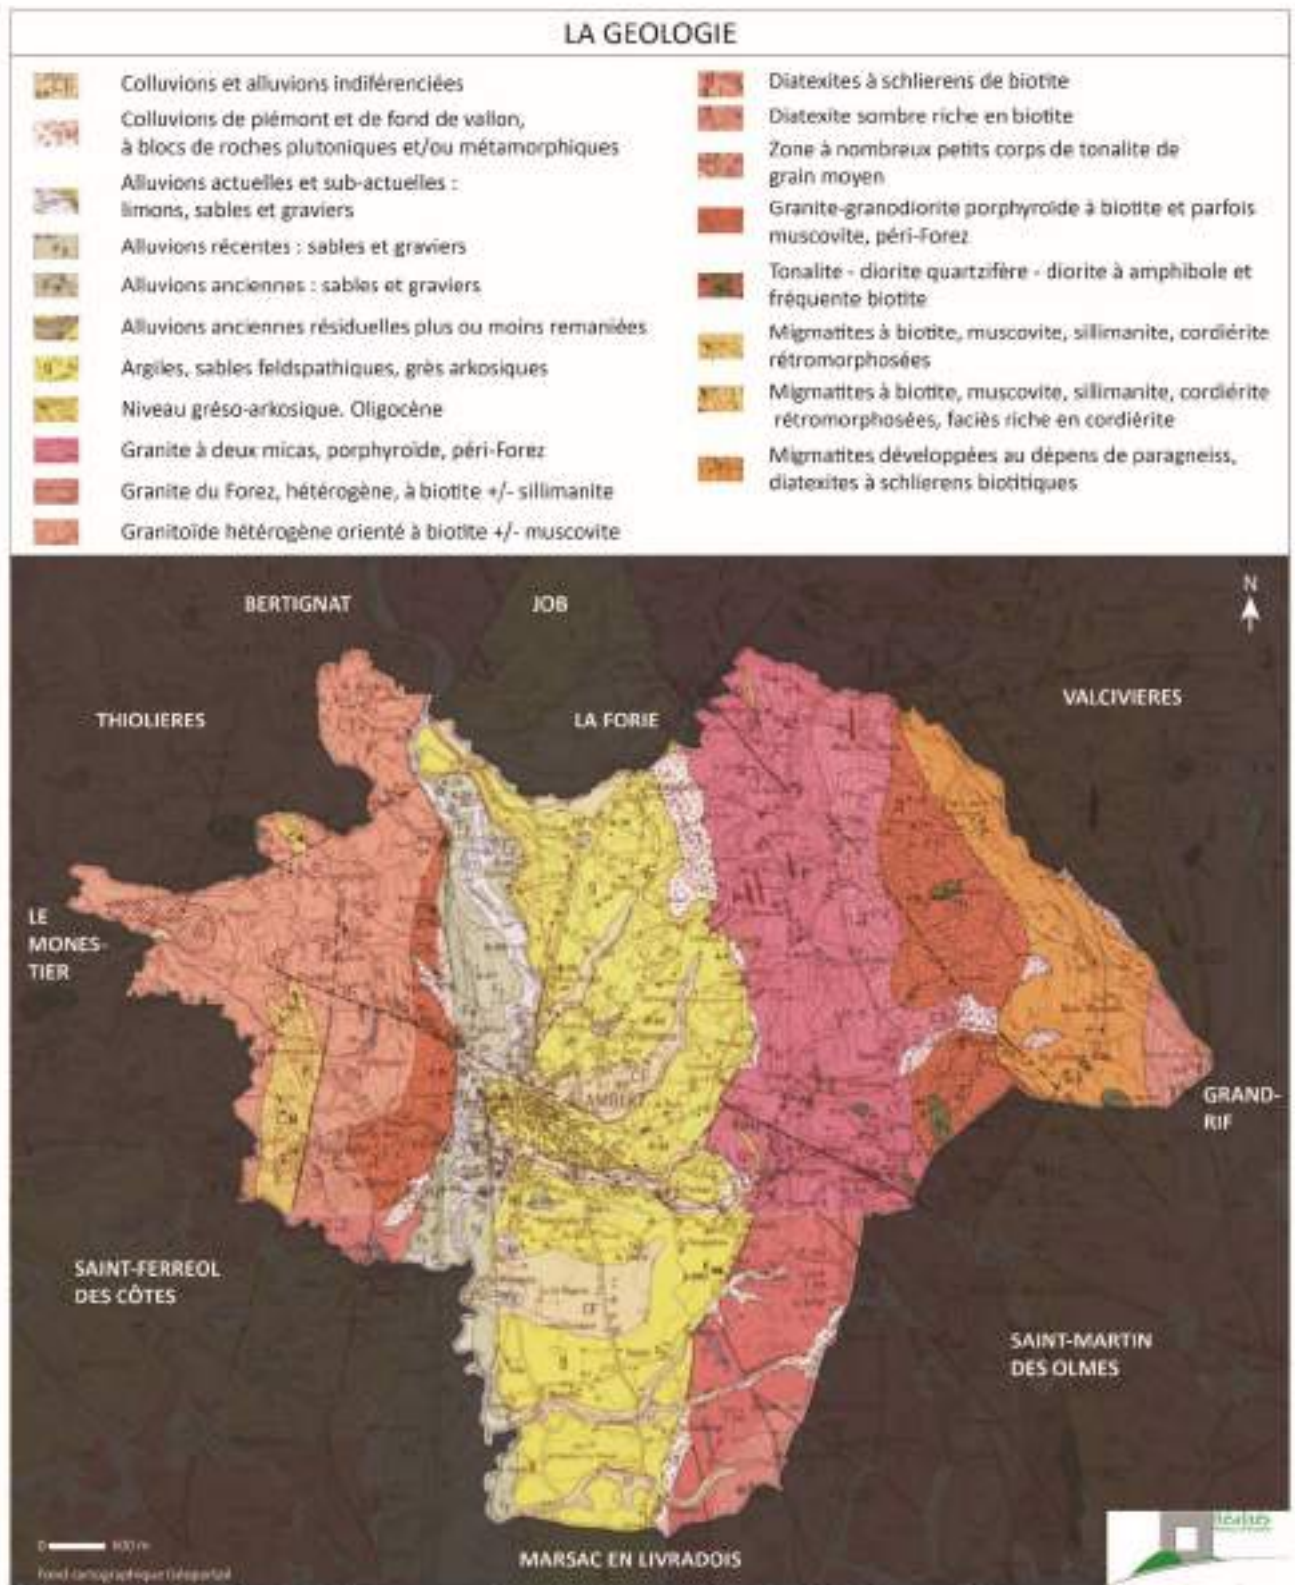 LA GEOLOGIE
Colluvions et alluvions indiférenciées
Colluvions de piémont et de fond de vallon,
à blocs de roches plutoniques et/ou métamorphiques
Alluvions actuelles et sub-actuelles :
limons, sables et graviers
Alluvions récentes : sables et graviers
Alluvions anciennes : sables et graviers
Alluvions anciennes résiduelles plus ou moins remaniées
Argiles, sables feldspathiques, grès arkosiques
Niveau gréso-arkosique. Oligocène
Granite à deux micas, porphyroïde, péri-Forez
Granite du Forez, hétérogène, à biotite +/- sillimanite
Granitoïde hétérogène orienté à biotite +/- muscovite
Diatexites à schlierens de biotite
Diatexite sombre riche en biotite
Zone à nombreux petits corps de tonalite de
grain moyen
Granite-granodiorite porphyroïde à biotite et parfois
muscovite, péri-Forez
Tonalite - diorite quartzifère - diorite à amphibole et
fréquente biotite
Migmatites à biotite, muscovite, sillimanite, cordiérite
rétromorphosées
Migmatites à biotite, muscovite, sillimanite, cordiérite
rétromorphosées, faciès riche en cordiérite
Migmatites développées au dépens de paragneiss,
diatexites à schlierens biotitiques
BERTIGNAT
JOB
N
THIOLIERES
LA FORIE
VALCIVIERES
LE
MONES-
TIER
AMBERT
GRAND-
RIF
SAINT-FERREOL
DES CÔTES
CF
SAINT-MARTIN
DES OLMES
0 600 m
MARSAC EN LIVRADOIS
Fond cartographique Géoportail
Réalités